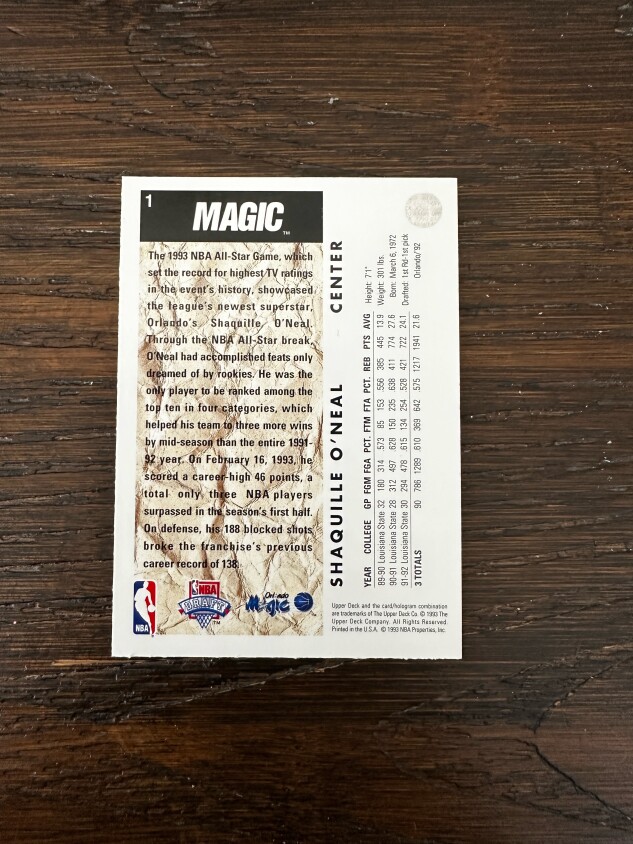 1
MAGIC
TM
The 1993 NBA All-Star Game, which
set the record for highest TV ratings
in the event's history, showcased
the league's newest superstar,
Orlando's Shaquille O'Neal.
Through the NBA All-Star break,
O'Neal had accomplished feats only
dreamed of by rookies. He was the
only player to be ranked among the
top ten in four categories, which
helped his team to three more wins
by mid-season than the entire 1991-
92 year. On February 16, 1993, he
scored a career-high 46 points, a
total only three NBA players
surpassed in the season's first half.
On defense, his 188 blocked shots
broke the franchise's previous
career record of 138.
NBA
NBA
DRAFT
TM
Orlando
Magic
SHAQUILLE O'NEAL CENTER
Height: 7'1"
Weight: 301 lbs.
Born: March 6, 1972
Drafted: 1st Rd-1st pick
Orlando/'92
YEAR COLLEGE GP FGM FGA PCT. FTM FTA PCT. REB PTS AVG
89-90 Louisiana State 32 180 314 .573 85 153 .556 385 445 13.9
90-91 Louisiana State 28 312 497 .628 150 235 .638 411 774 27.6
91-92 Louisiana State 30 294 478 .615 134 254 .528 421 722 24.1
3 TOTALS 90 786 1289 .610 369 642 .575 1217 1941 21.6
Upper Deck and the card/hologram combination
are trademarks of The Upper Deck Co. © 1993 The
Upper Deck Company. All Rights Reserved.
Printed in the U.S.A. © 1993 NBA Properties, Inc.